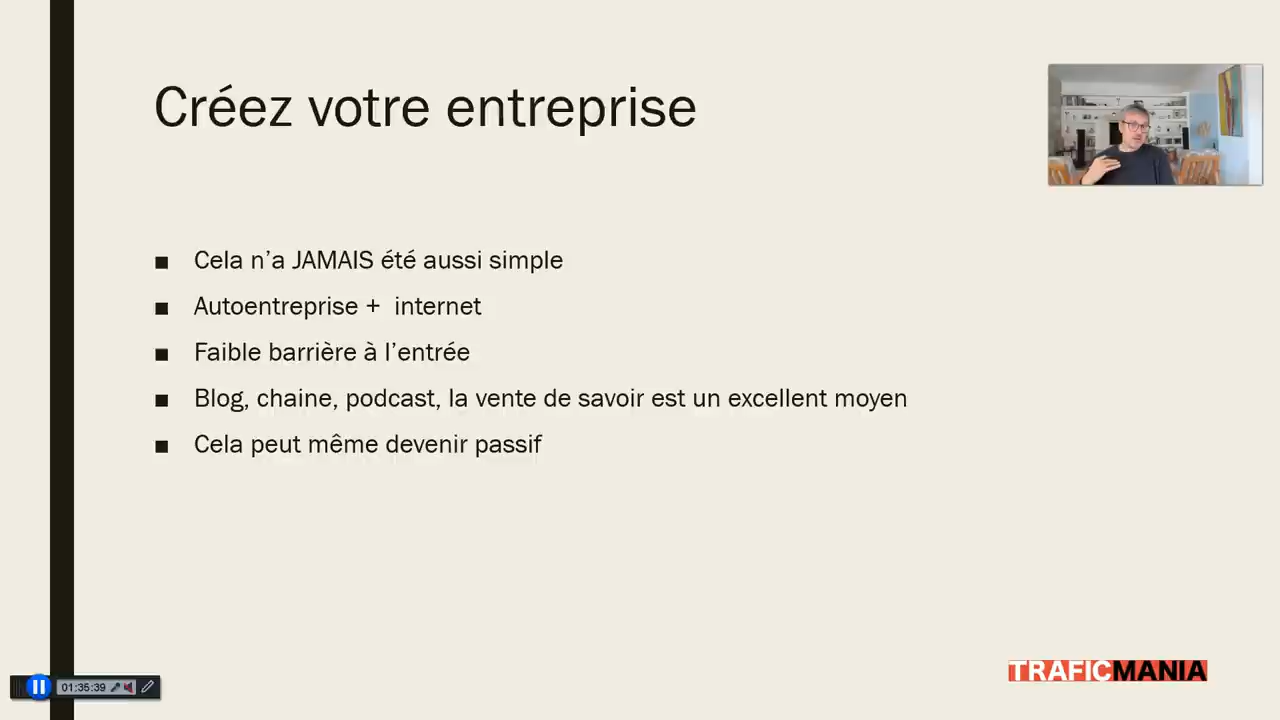 Créez votre entreprise
■ Cela n’a JAMAIS été aussi simple
■ Autoentreprise + internet
■ Faible barrière à l’entrée
■ Blog, chaine, podcast, la vente de savoir est un excellent moyen
■ Cela peut même devenir passif
01:35:39
TRAFICMANIA